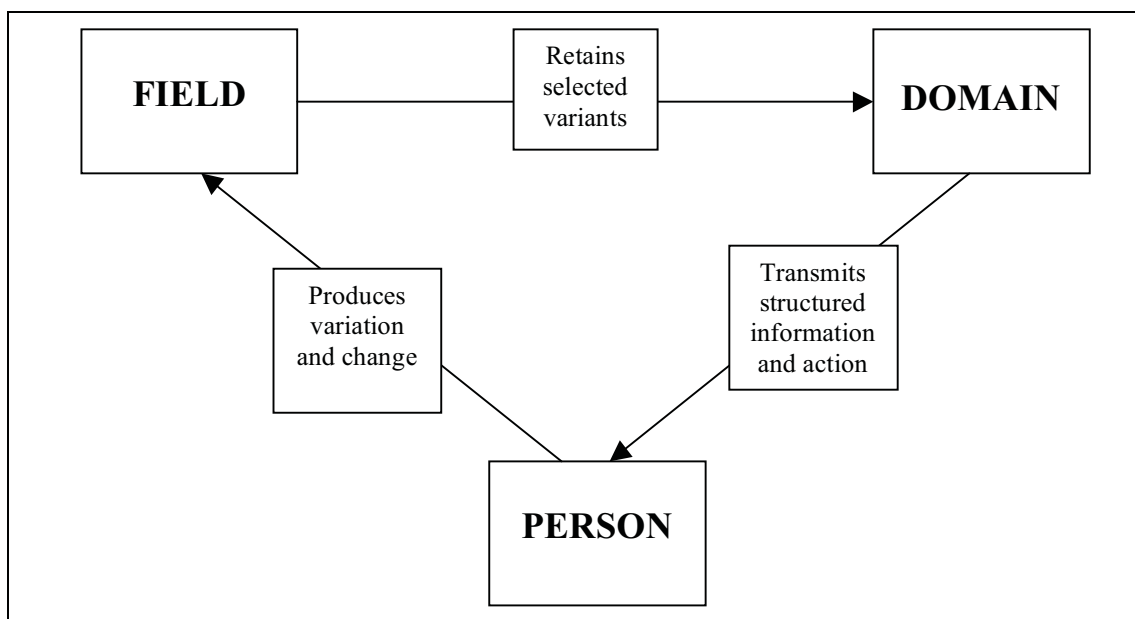 FIELD
Retains
selected
variants
DOMAIN
Produces
variation
and change
Transmits
structured
information
and action
PERSON